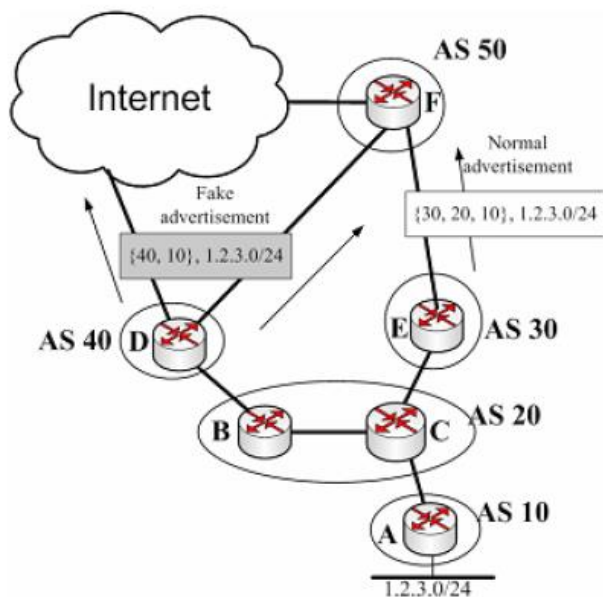 AS 50
Internet
F
Normal
advertisement
Fake
advertisement
{30, 20, 10}, 1.2.3.0/24
{40, 10}, 1.2.3.0/24
AS 40
D
E
AS 30
B
C
AS 20
A
AS 10
1.2.3.0/24